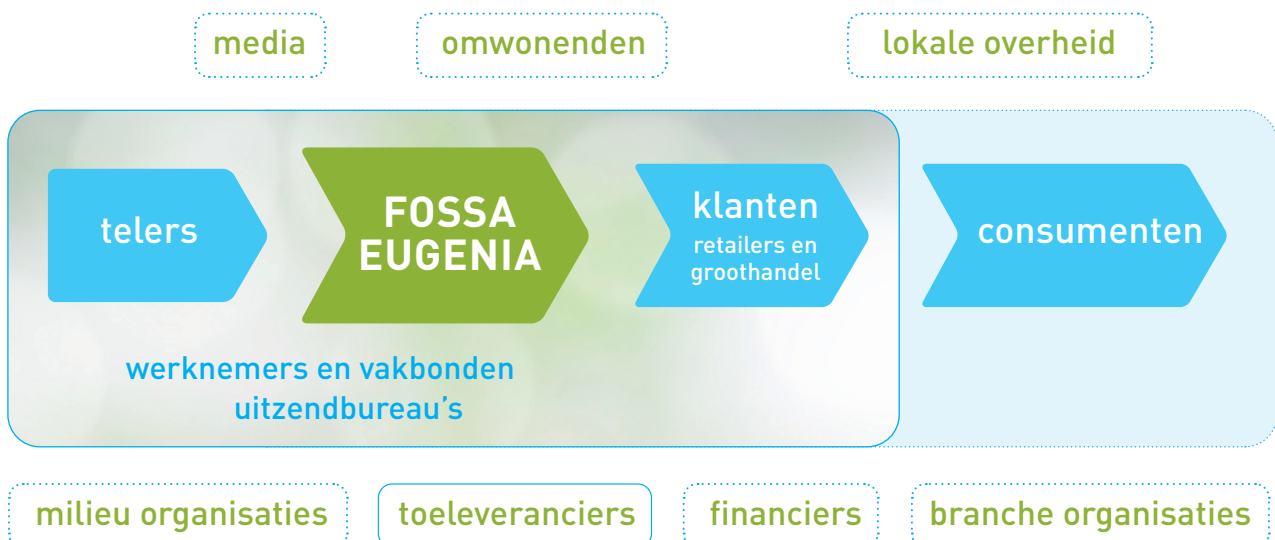 media
omwonenden
lokale overheid
telers
FOSSA
EUGENIA
klanten
retailers en
groothandel
consumenten
werknemers en vakbonden
uitzendbureau’s
milieu organisaties
toeleveranciers
financiers
branche organisaties